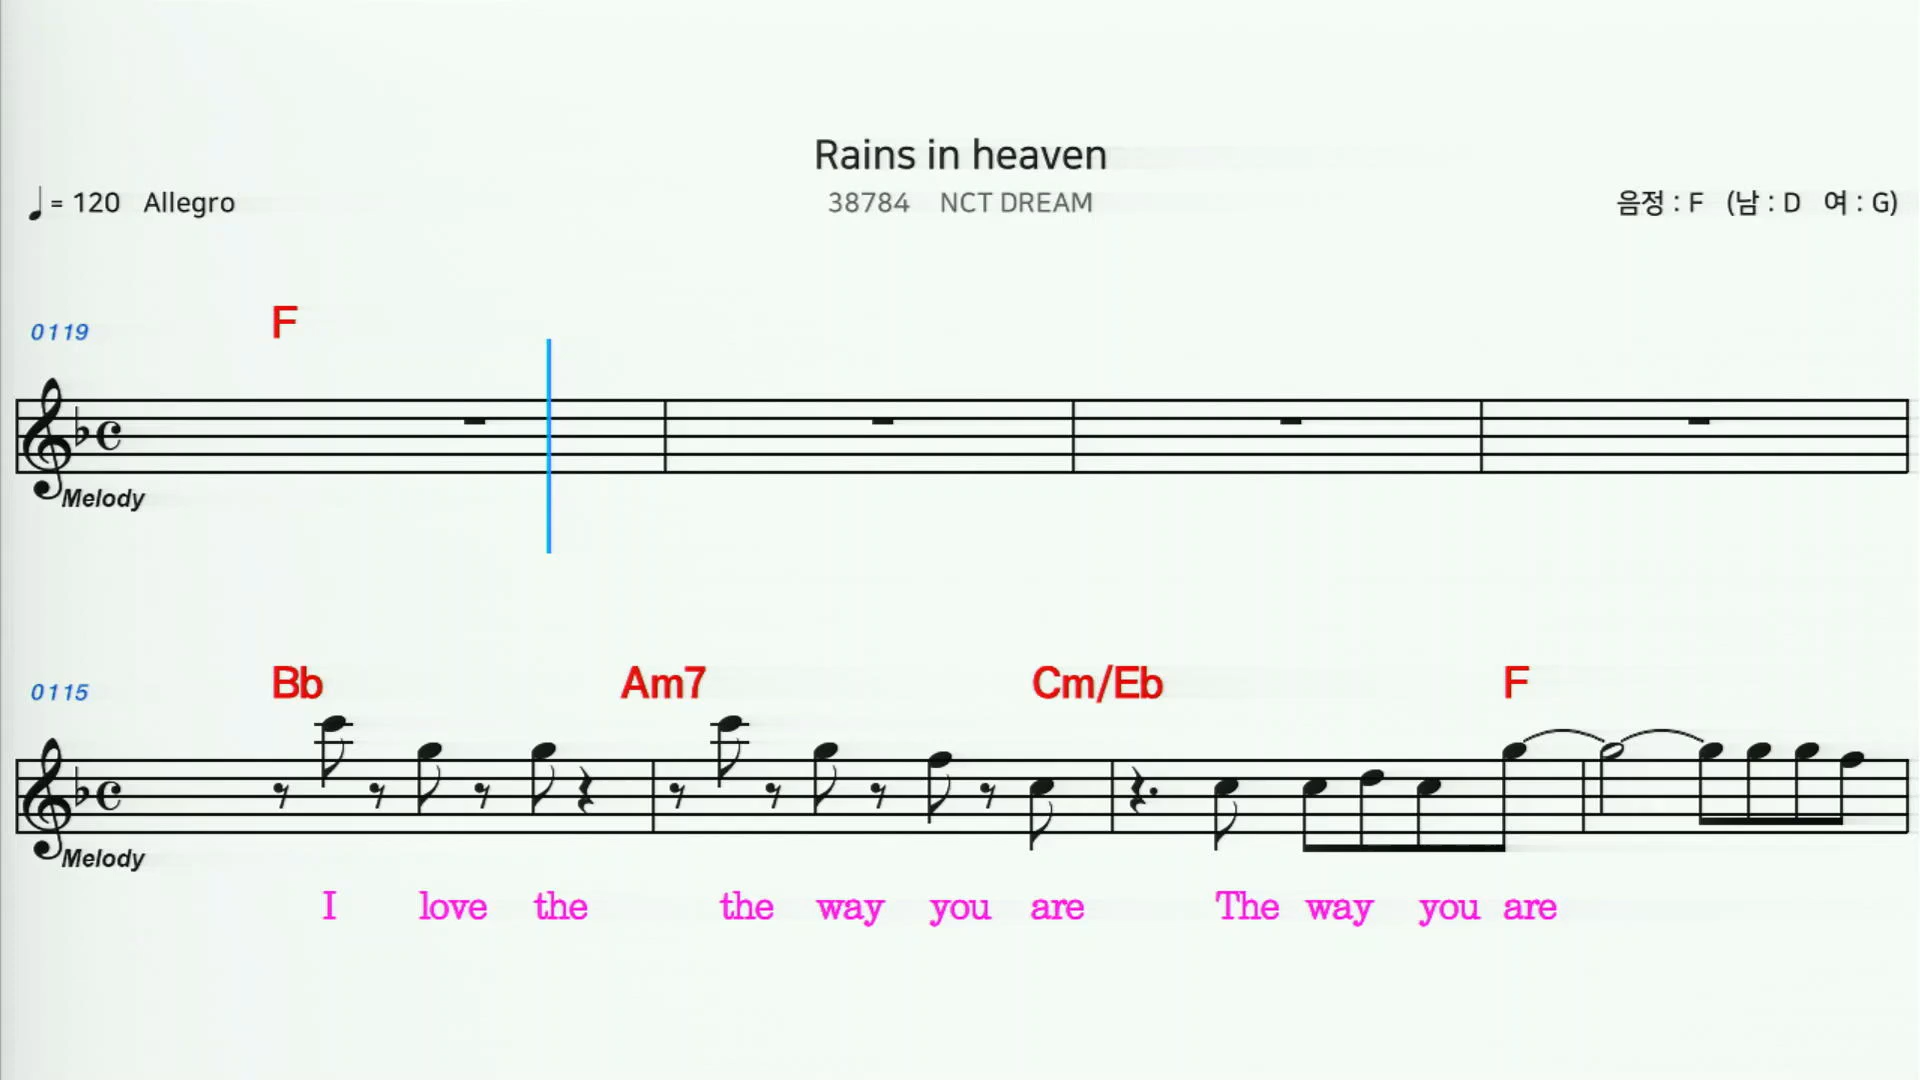 Rains in heaven
= 120 Allegro 38784 NCT DREAM 음정 : F (남 : D 여 : G)
0119 F
Melody
0115 Bb Am7 Cm/Eb F
Melody
I love the the way you are The way you are